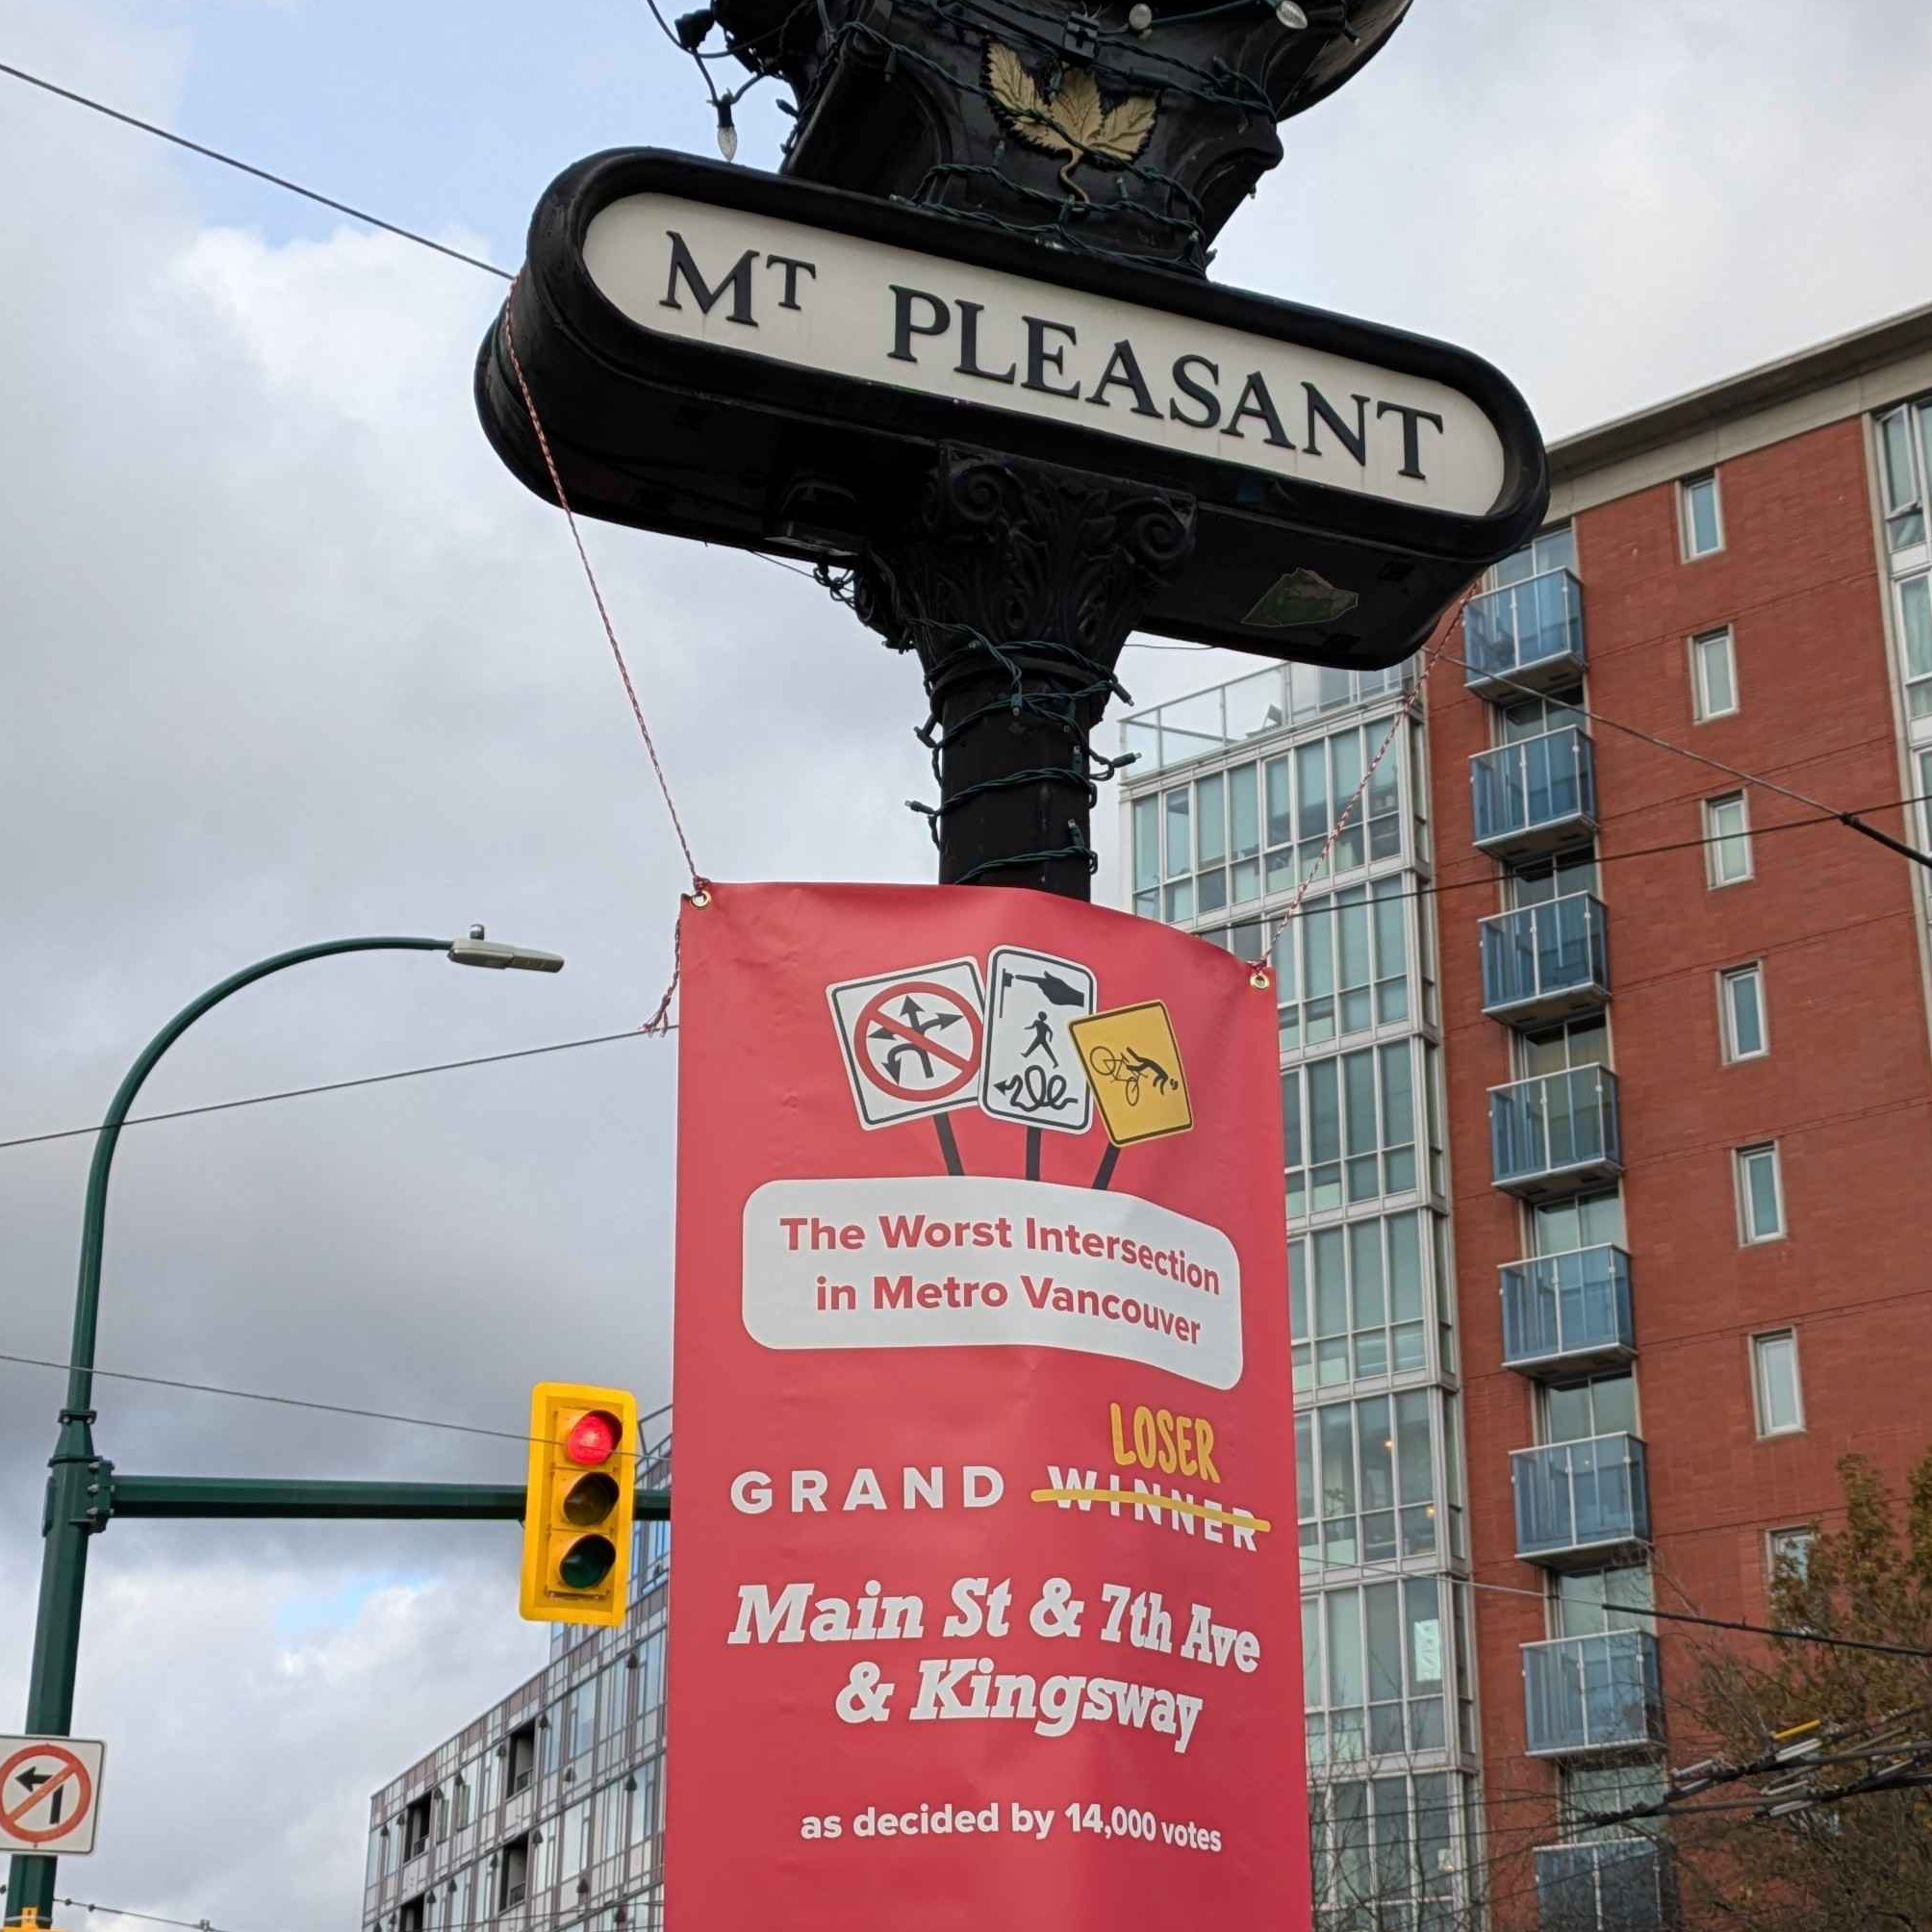 MT PLEASANT
The Worst Intersection
in Metro Vancouver
LOSER
GRAND WINNER
Main St & 7th Ave
& Kingsway
as decided by 14,000 votes